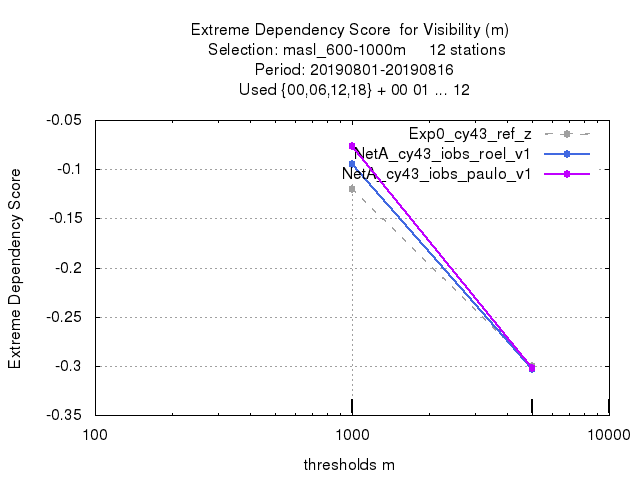 Extreme Dependency Score  for Visibility (m)
Selection: masl_600-1000m     12 stations
Period: 20190801-20190816
Used {00,06,12,18} + 00 01 ... 12
Exp0_cy43_ref_z
NetA_cy43_iobs_roel_v1
NetA_cy43_iobs_paulo_v1
Extreme Dependency Score
-0.05
-0.1
-0.15
-0.2
-0.25
-0.3
-0.35
100
1000
10000
thresholds m